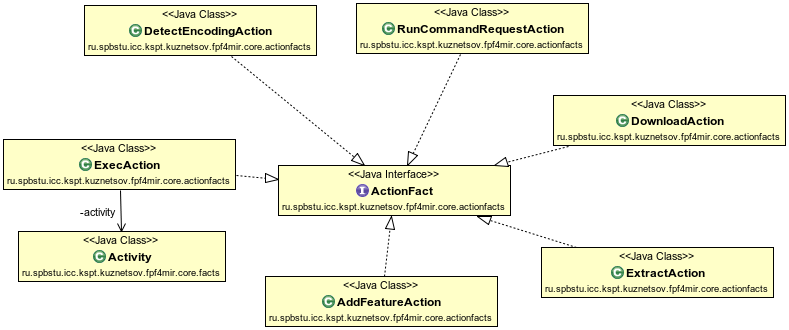 <<Java Class>>
DetectEncodingAction
ru.spbstu.icc.kspt.kuznetsov.fpf4mir.core.actionfacts
<<Java Class>>
RunCommandRequestAction
ru.spbstu.icc.kspt.kuznetsov.fpf4mir.core.actionfacts
<<Java Class>>
DownloadAction
ru.spbstu.icc.kspt.kuznetsov.fpf4mir.core.actionfacts
<<Java Class>>
ExecAction
ru.spbstu.icc.kspt.kuznetsov.fpf4mir.core.actionfacts
<<Java Interface>>
ActionFact
ru.spbstu.icc.kspt.kuznetsov.fpf4mir.core.actionfacts
-activity
<<Java Class>>
Activity
ru.spbstu.icc.kspt.kuznetsov.fpf4mir.core.facts
<<Java Class>>
ExtractAction
ru.spbstu.icc.kspt.kuznetsov.fpf4mir.core.actionfacts
<<Java Class>>
AddFeatureAction
ru.spbstu.icc.kspt.kuznetsov.fpf4mir.core.actionfacts